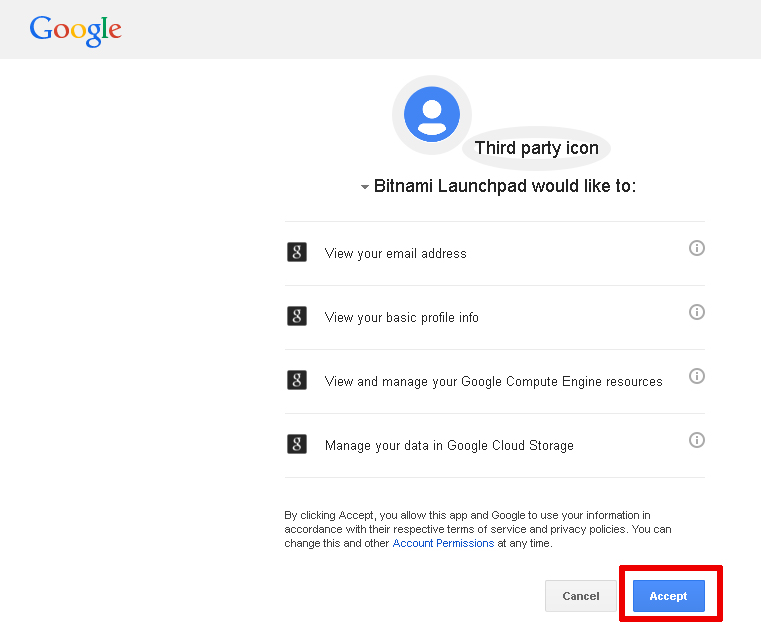 Google
Third party icon
Bitnami Launchpad would like to:
g View your email address i
g View your basic profile info i
g View and manage your Google Compute Engine resources i
g Manage your data in Google Cloud Storage i
By clicking Accept, you allow this app and Google to use your information in
accordance with their respective terms of service and privacy policies. You can
change this and other Account Permissions at any time.
Cancel Accept